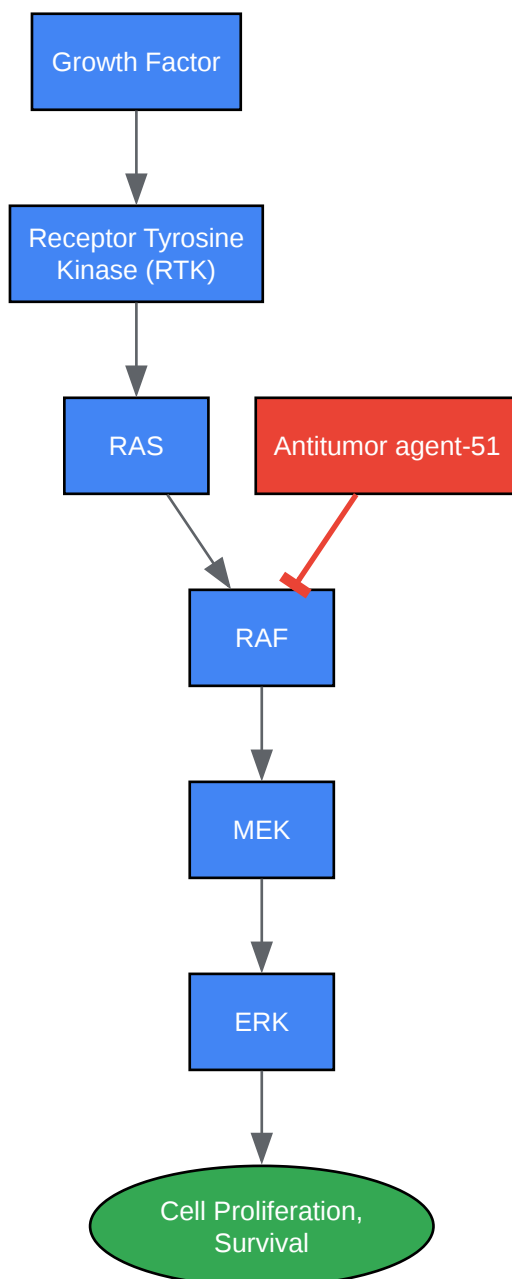 Growth Factor
Receptor Tyrosine
Kinase (RTK)
RAS
Antitumor agent-51
RAF
MEK
ERK
Cell Proliferation,
Survival